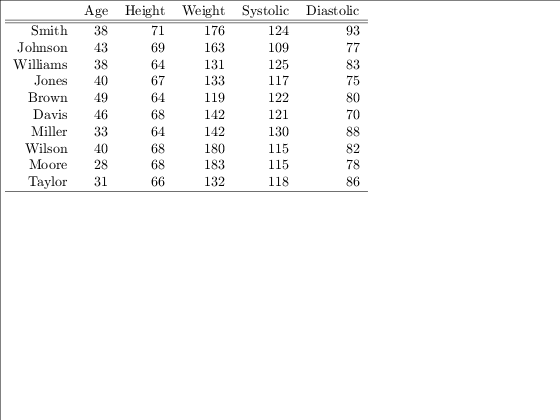 Age Height Weight Systolic Diastolic
Smith 38 71 176 124 93
Johnson 43 69 163 109 77
Williams 38 64 131 125 83
Jones 40 67 133 117 75
Brown 49 64 119 122 80
Davis 46 68 142 121 70
Miller 33 64 142 130 88
Wilson 40 68 180 115 82
Moore 28 68 183 115 78
Taylor 31 66 132 118 86